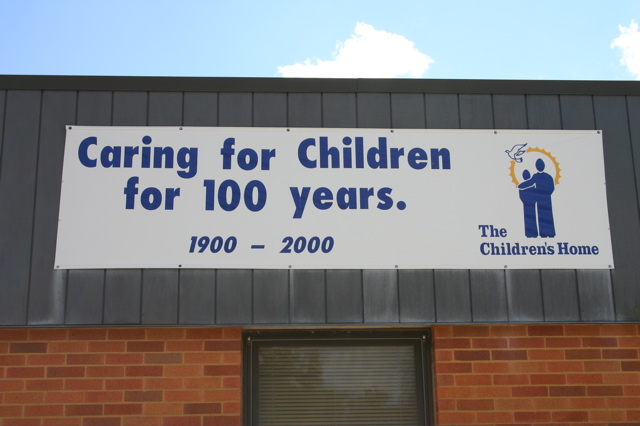 Caring for Children
for 100 years.
1900 – 2000
The
Children's Home